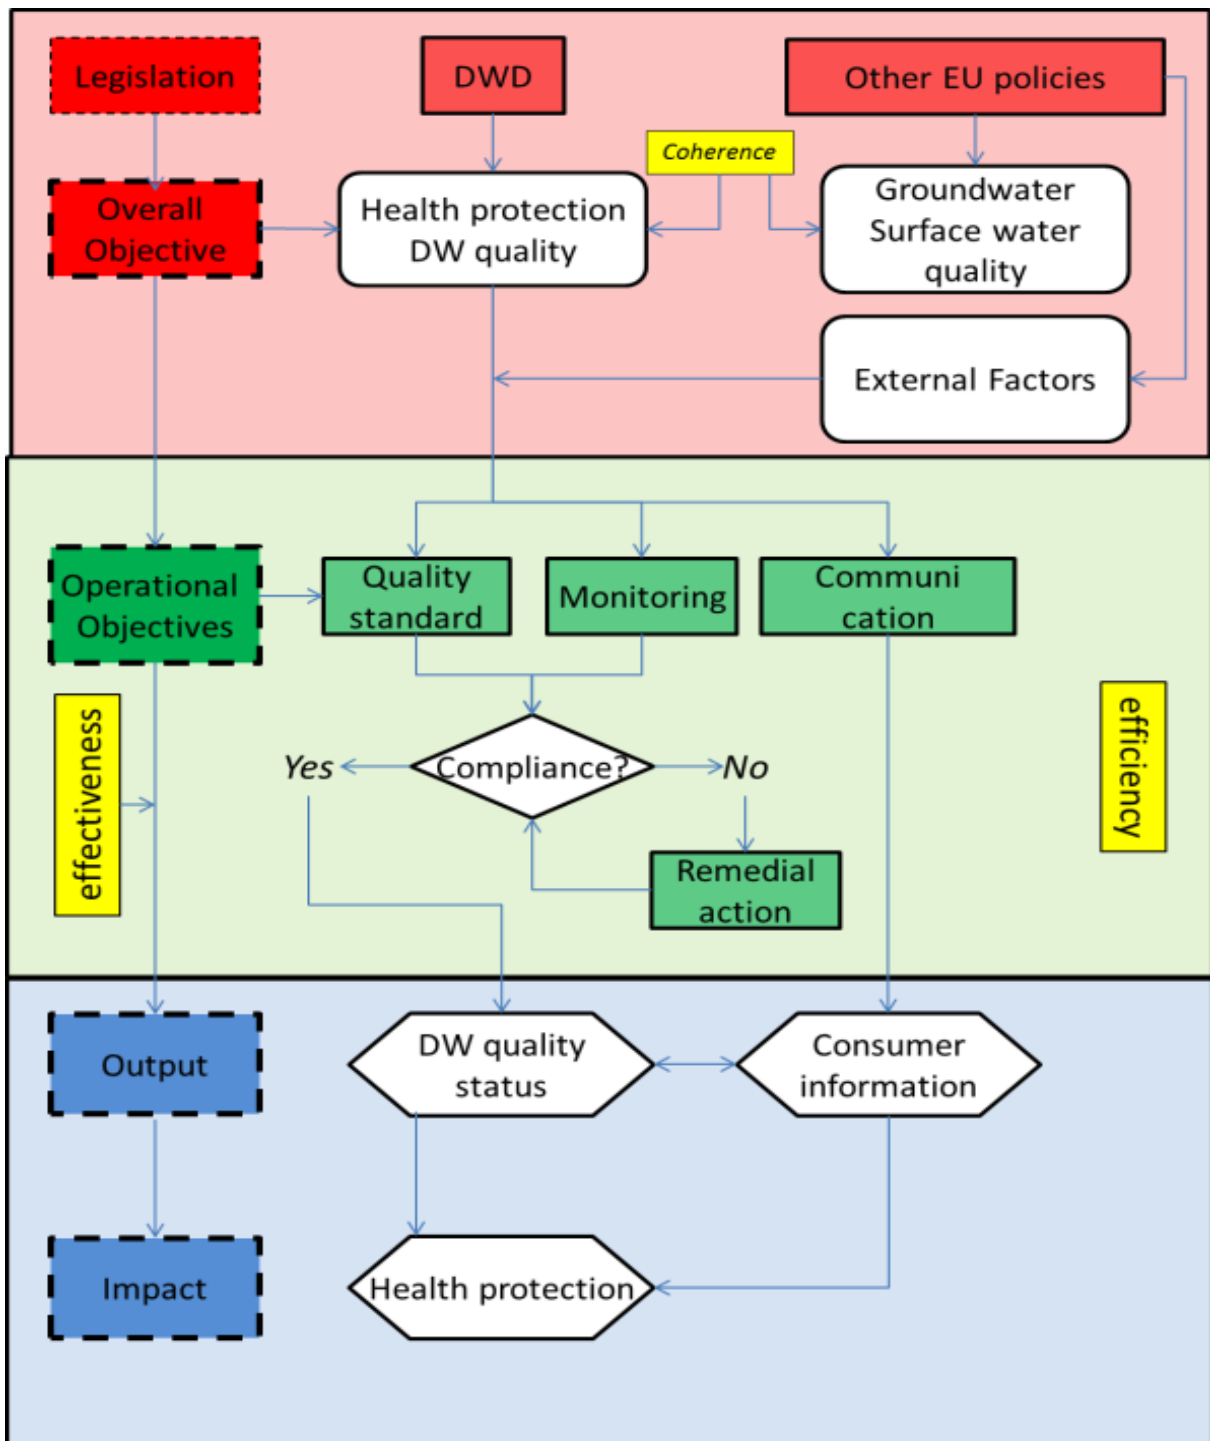 Legislation
DWD
Other EU policies
Coherence
Overall
Objective
Health protection
DW quality
Groundwater
Surface water
quality
External Factors
Operational
Objectives
Quality
standard
Monitoring
Communi
cation
effectiveness
efficiency
Yes
Compliance?
No
Remedial
action
Output
DW quality
status
Consumer
information
Impact
Health protection